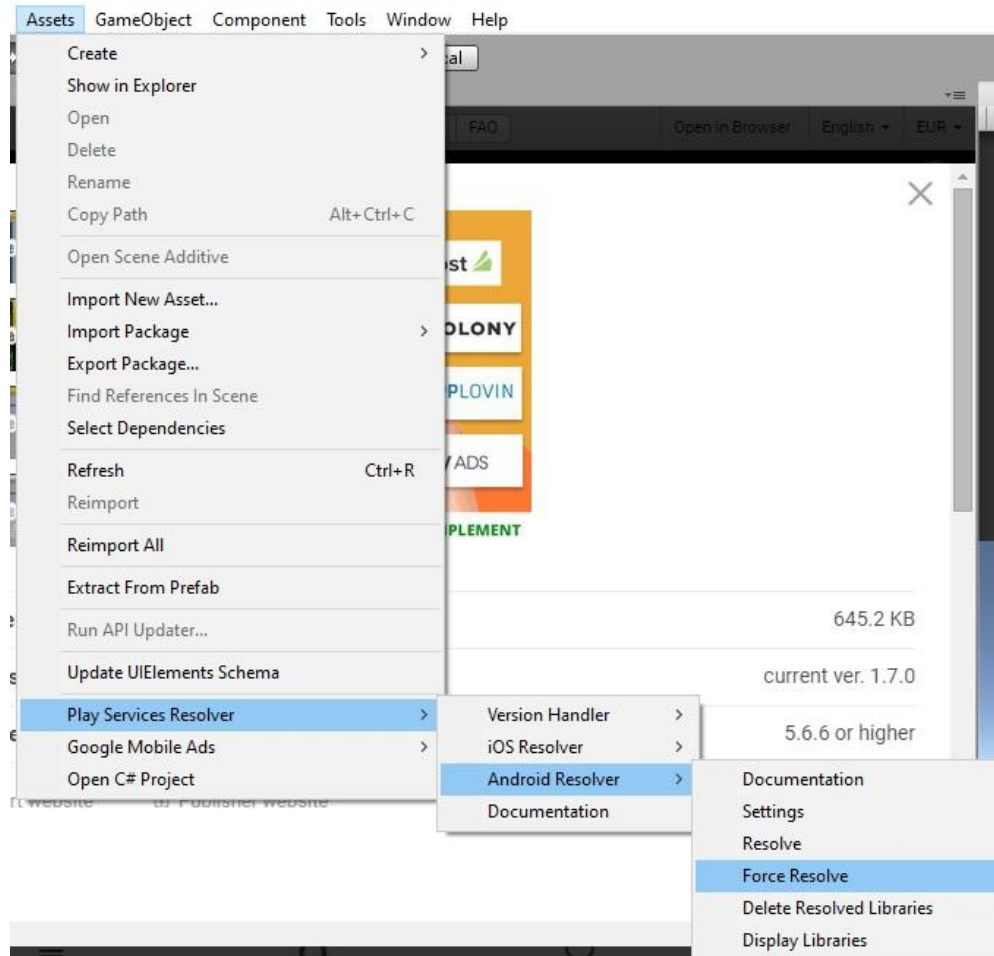 Assets GameObject Component Tools Window Help
Create >
Show in Explorer
Open
FAQ Open in Browser English EUR
Delete
Rename
Copy Path Alt+Ctrl+C
Open Scene Additive
Import New Asset...
Import Package >
OLONY
Export Package...
Find References In Scene
PLOVIN
Select Dependencies
Refresh Ctrl+R
ADS
Reimport
PLEMENT
Reimport All
Extract From Prefab
645.2 KB
Run API Updater...
Update UIElements Schema
current ver. 1.7.0
Play Services Resolver >
Version Handler >
5.6.6 or higher
Google Mobile Ads >
iOS Resolver >
Open C# Project
Android Resolver >
Documentation
Documentation
Settings
Resolve
Force Resolve
Delete Resolved Libraries
Display Libraries